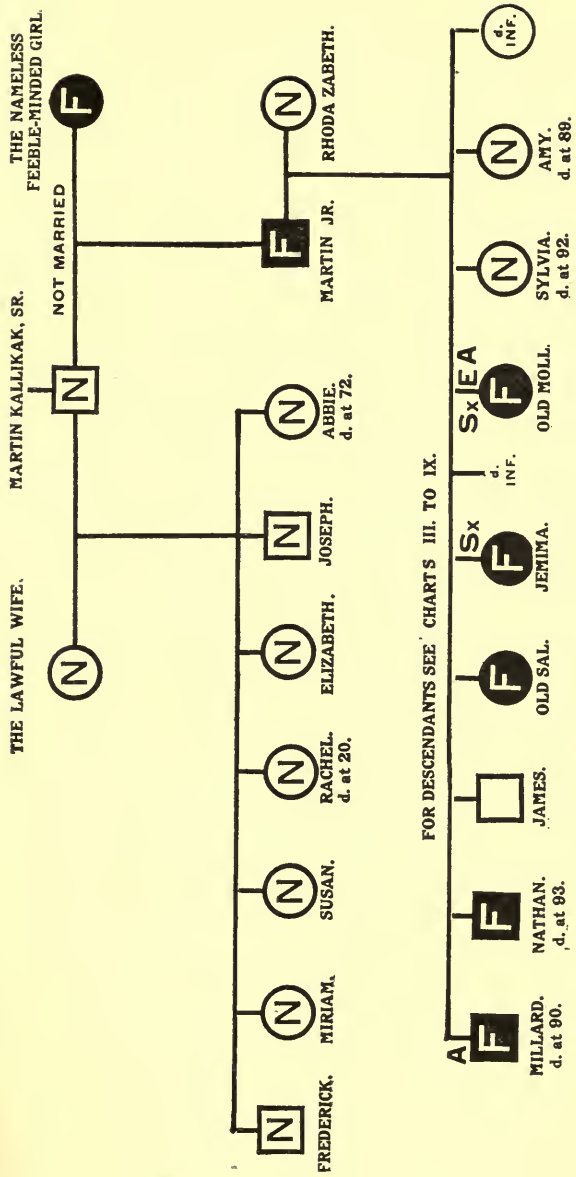 THE LAWFUL WIFE.
MARTIN KALLIKAK, SR.
THE NAMELESS
FEEBLE-MINDED GIRL.
N
N
NOT MARRIED
F
N
N
N
N
N
N
N
F
N
FREDERICK.
MIRIAM.
SUSAN.
RACHEL.
d. at 20.
ELIZABETH.
JOSEPH.
ABBIE.
d. at 72.
MARTIN JR.
RHODA ZABETH.
FOR DESCENDANTS SEE CHARTS III. TO IX.
A
Sx
Sx
E A
F
F
F
F
d.
INF.
F
N
N
d.
INF.
MILLARD.
d. at 90.
NATHAN.
d. at 93.
JAMES.
OLD SAL.
JEMIMA.
OLD MOLL.
SYLVIA.
d. at 92.
AMY.
d. at 89.